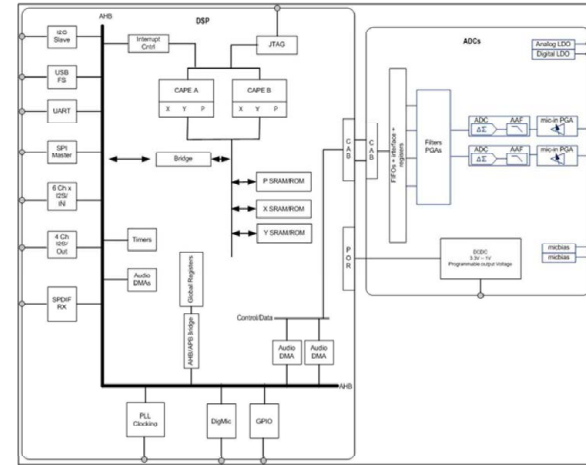 AHB
DSP
I2C
Slave
USB
FS
UART
SPI
Master
6 Ch x
I2S/
IN
4 Ch
I2S/
Out
SPDIF
RX
Interrupt
Cntrl
JTAG
CAPE A
X Y P
CAPE B
X Y P
Bridge
P SRAM/ROM
X SRAM/ROM
Y SRAM/ROM
Timers
Audio
DMAs
Global Registers
AHB/APB Bridge
Control/Data
Audio
DMA
Audio
DMA
AHB
PLL
Clocking
DigMic
GPIO
CAB
POR
ADCs
CAB
FIFOs + interface +
registers
Filters
PGAs
Analog LDO
Digital LDO
ADC
ΔΣ
AAF
mic-in PGA
ADC
ΔΣ
AAF
mic-in PGA
DCDC
3.3V – 1V
Programmable output Voltage
micbias
micbias